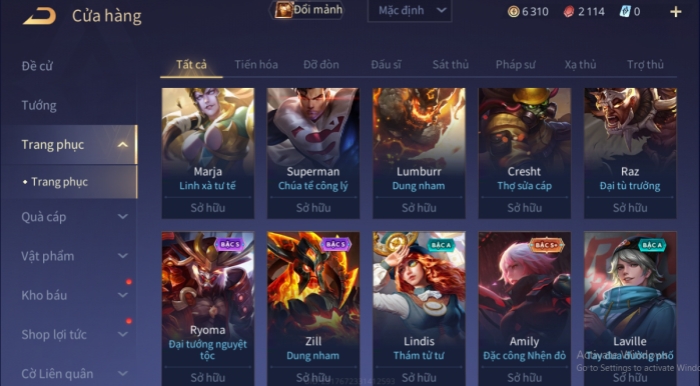 Cửa hàng
Đổi mảnh
Mặc định
6 310
2 114
0
Đề cử
Tướng
Trang phục
Trang phục
Quà cáp
Vật phẩm
Kho báu
Shop lợi tức
Cờ Liên quân
Tất cả
Tiến hóa
Đỡ đòn
Đấu sĩ
Sát thủ
Pháp sư
Xạ thủ
Trợ thủ
Marja
Linh xà tư tế
Sở hữu
Superman
Chúa tể công lý
Sở hữu
Lumburr
Dung nham
Sở hữu
Cresht
Thợ sửa cáp
Sở hữu
Raz
Đại tù trưởng
Sở hữu
BẬC S
Ryoma
Đại tướng nguyệt
tộc
Sở hữu
BẬC S
Zill
Dung nham
Sở hữu
BẬC A
Lindis
Thám tử tư
Sở hữu
BẬC S+
Amily
Đặc công Nhện đỏ
Sở hữu
BẬC A
Laville
Tay đua đường phố
Sở hữu
Activate Windows
Go to Settings to activate Wind